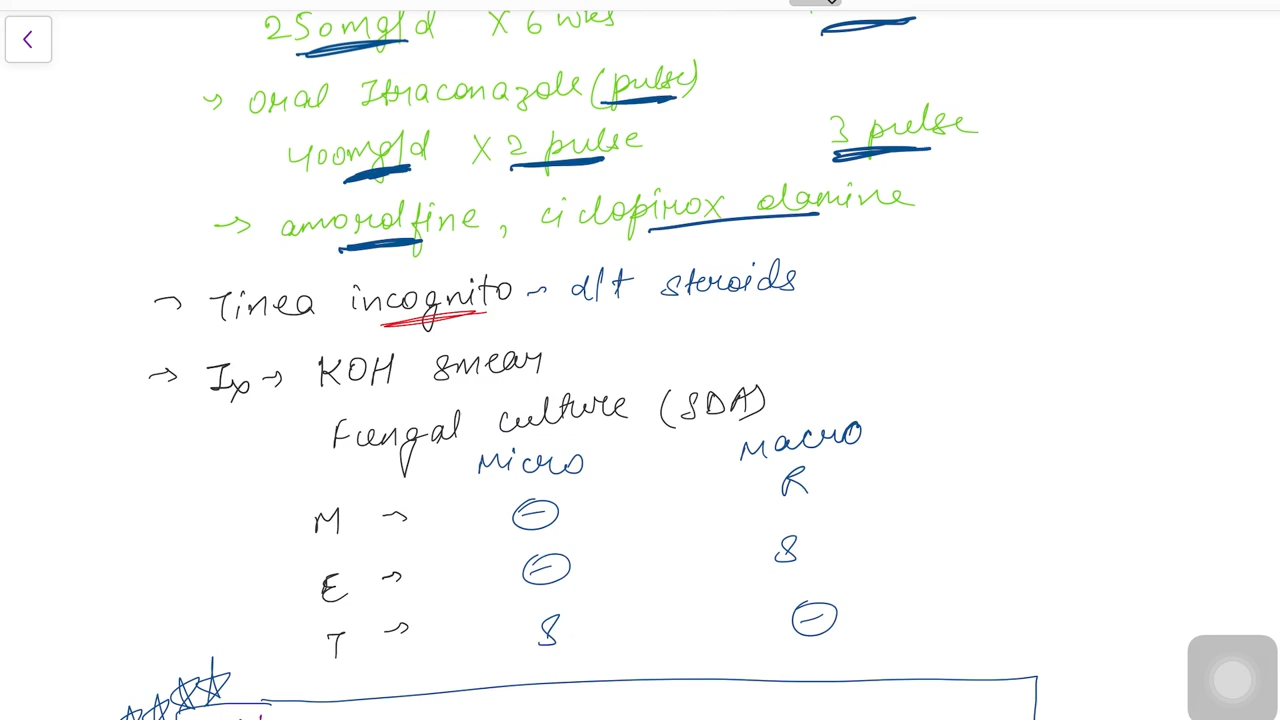 250mg/d X 6 wks
→ oral Itraconazole (pulse)
400mg/d X 2 pulse 3 pulse
→ amorolfine, ciclopirox olamine
→ Tinea incognito ~ d/t steroids
→ Ix → KOH smear
Fungal culture (SDA)
Micro Macro
M → - R
E → - S
T → S -